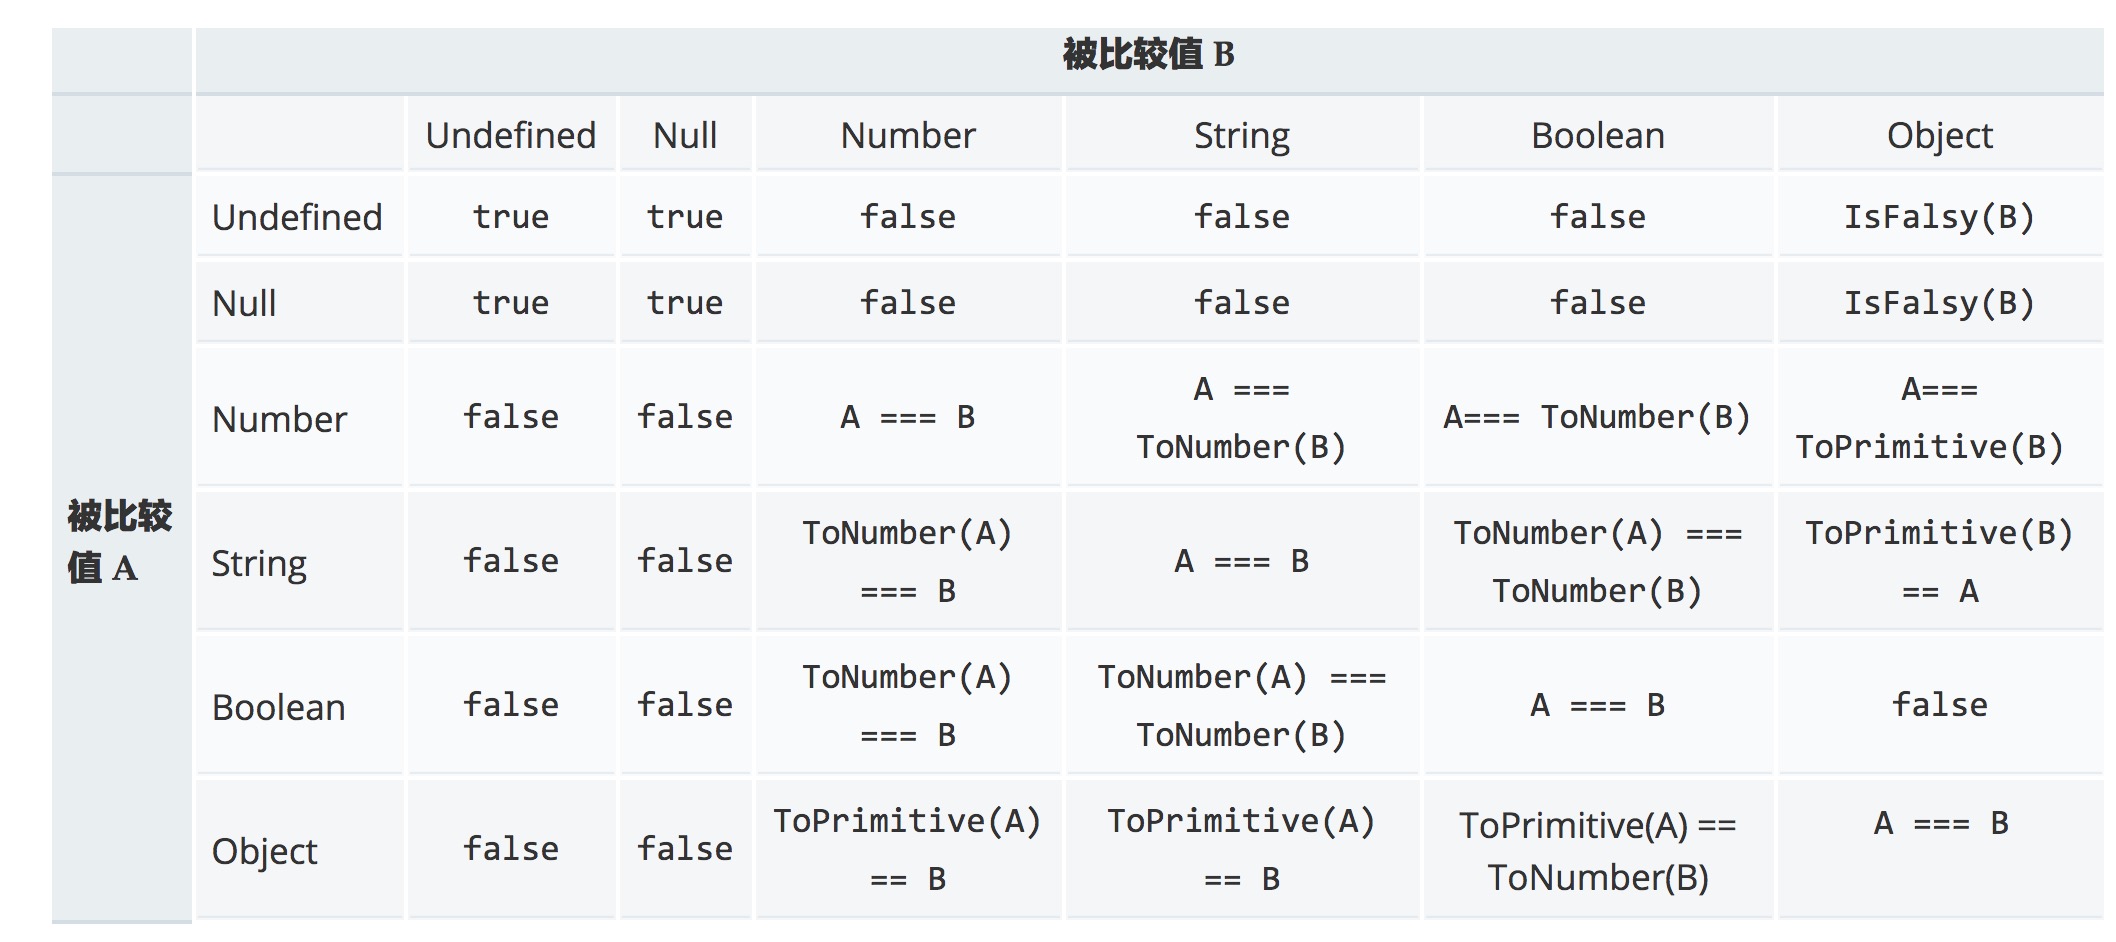 被比较值 B
Undefined Null Number String Boolean Object
Undefined true true false false false IsFalsy(B)
Null true true false false false IsFalsy(B)
Number false false A === B A === ToNumber(B) A=== ToNumber(B) A=== ToPrimitive(B)
被比较值 A
String false false ToNumber(A) === B A === B ToNumber(A) === ToNumber(B) ToPrimitive(B) == A
Boolean false false ToNumber(A) === B ToNumber(A) === ToNumber(B) A === B false
Object false false ToPrimitive(A) == B ToPrimitive(A) == B ToPrimitive(A) == ToNumber(B) A === B